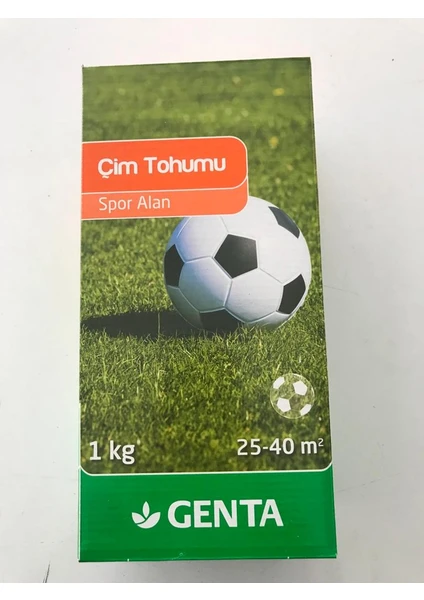 Çim Tohumu
Spor Alan
1 kg
25-40 m²
GENTA